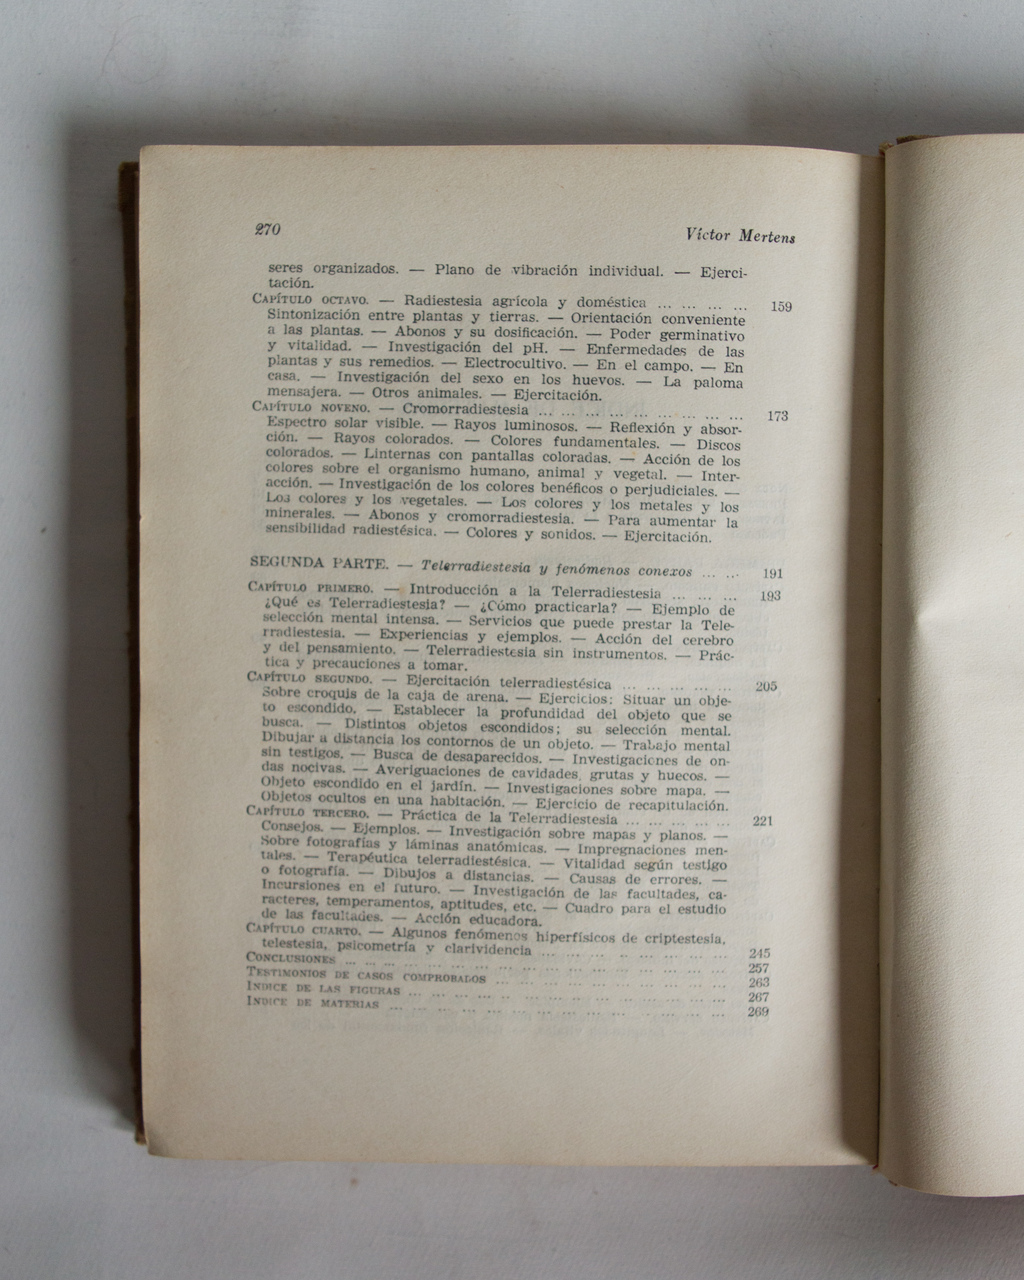 270
Víctor Mertens
seres organizados. — Plano de vibración individual. — Ejerci-
tación.
CAPÍTULO OCTAVO. — Radiestesia agrícola y doméstica ... ... ... ... 159
Sintonización entre plantas y tierras. — Orientación conveniente
a las plantas. — Abonos y su dosificación. — Poder germinativo
y vitalidad. — Investigación del pH. — Enfermedades de las
plantas y sus remedios. — Electrocultivo. — En el campo. — En
casa. — Investigación del sexo en los huevos. — La paloma
mensajera. — Otros animales. — Ejercitación.
CAPÍTULO NOVENO. — Cromorradiestesia ... ... ... ... ... ... ... ... ... 173
Espectro solar visible. — Rayos luminosos. — Reflexión y absor-
ción. — Rayos colorados. — Colores fundamentales. — Discos
colorados. — Linternas con pantallas coloradas. — Acción de los
colores sobre el organismo humano, animal y vegetal. — Inter-
acción. — Investigación de los colores benéficos o perjudiciales. —
Los colores y los vegetales. — Los colores y los metales y los
minerales. — Abonos y cromorradiestesia. — Para aumentar la
sensibilidad radiestésica. — Colores y sonidos. — Ejercitación.
SEGUNDA PARTE. — Telerradiestesia y fenómenos conexos ... ... 191
CAPÍTULO PRIMERO. — Introducción a la Telerradiestesia ... ... ... 193
¿Qué es Telerradiestesia? — ¿Cómo practicarla? — Ejemplo de
selección mental intensa. — Servicios que puede prestar la Tele-
rradiestesia. — Experiencias y ejemplos. — Acción del cerebro
y del pensamiento. — Telerradiestesia sin instrumentos. — Prác-
tica y precauciones a tomar.
CAPÍTULO SEGUNDO. — Ejercitación telerradiestésica ... ... ... ... ... 205
Sobre croquis de la caja de arena. — Ejercicios: Situar un obje-
to escondido. — Establecer la profundidad del objeto que se
busca. — Distintos objetos escondidos; su selección mental.
Dibujar a distancia los contornos de un objeto. — Trabajo mental
sin testigos. — Busca de desaparecidos. — Investigaciones de on-
das nocivas. — Averiguaciones de cavidades, grutas y huecos. —
Objeto escondido en el jardín. — Investigaciones sobre mapa. —
Objetos ocultos en una habitación. — Ejercicio de recapitulación.
CAPÍTULO TERCERO. — Práctica de la Telerradiestesia ... ... ... ... ... 221
Consejos. — Ejemplos. — Investigación sobre mapas y planos. —
Sobre fotografías y láminas anatómicas. — Impregnaciones men-
tales. — Terapéutica telerradiestésica. — Vitalidad según testigo
o fotografía. — Dibujos a distancias. — Causas de errores. —
Incursiones en el futuro. — Investigación de las facultades, ca-
racteres, temperamentos, aptitudes, etc. — Cuadro para el estudio
de las facultades. — Acción educadora.
CAPÍTULO CUARTO. — Algunos fenómenos hiperfísicos de criptestesia,
telestesia, psicometría y clarividencia ... ... ... ... ... ... ... ... 245
CONCLUSIONES ... ... ... ... ... ... ... ... ... ... ... ... ... ... ... ... 257
TESTIMONIOS DE CASOS COMPROBADOS ... ... ... ... ... ... ... ... ... ... 263
INDICE DE LAS FIGURAS ... ... ... ... ... ... ... ... ... ... ... ... ... 267
INDICE DE MATERIAS ... ... ... ... ... ... ... ... ... ... ... ... ... ... 269